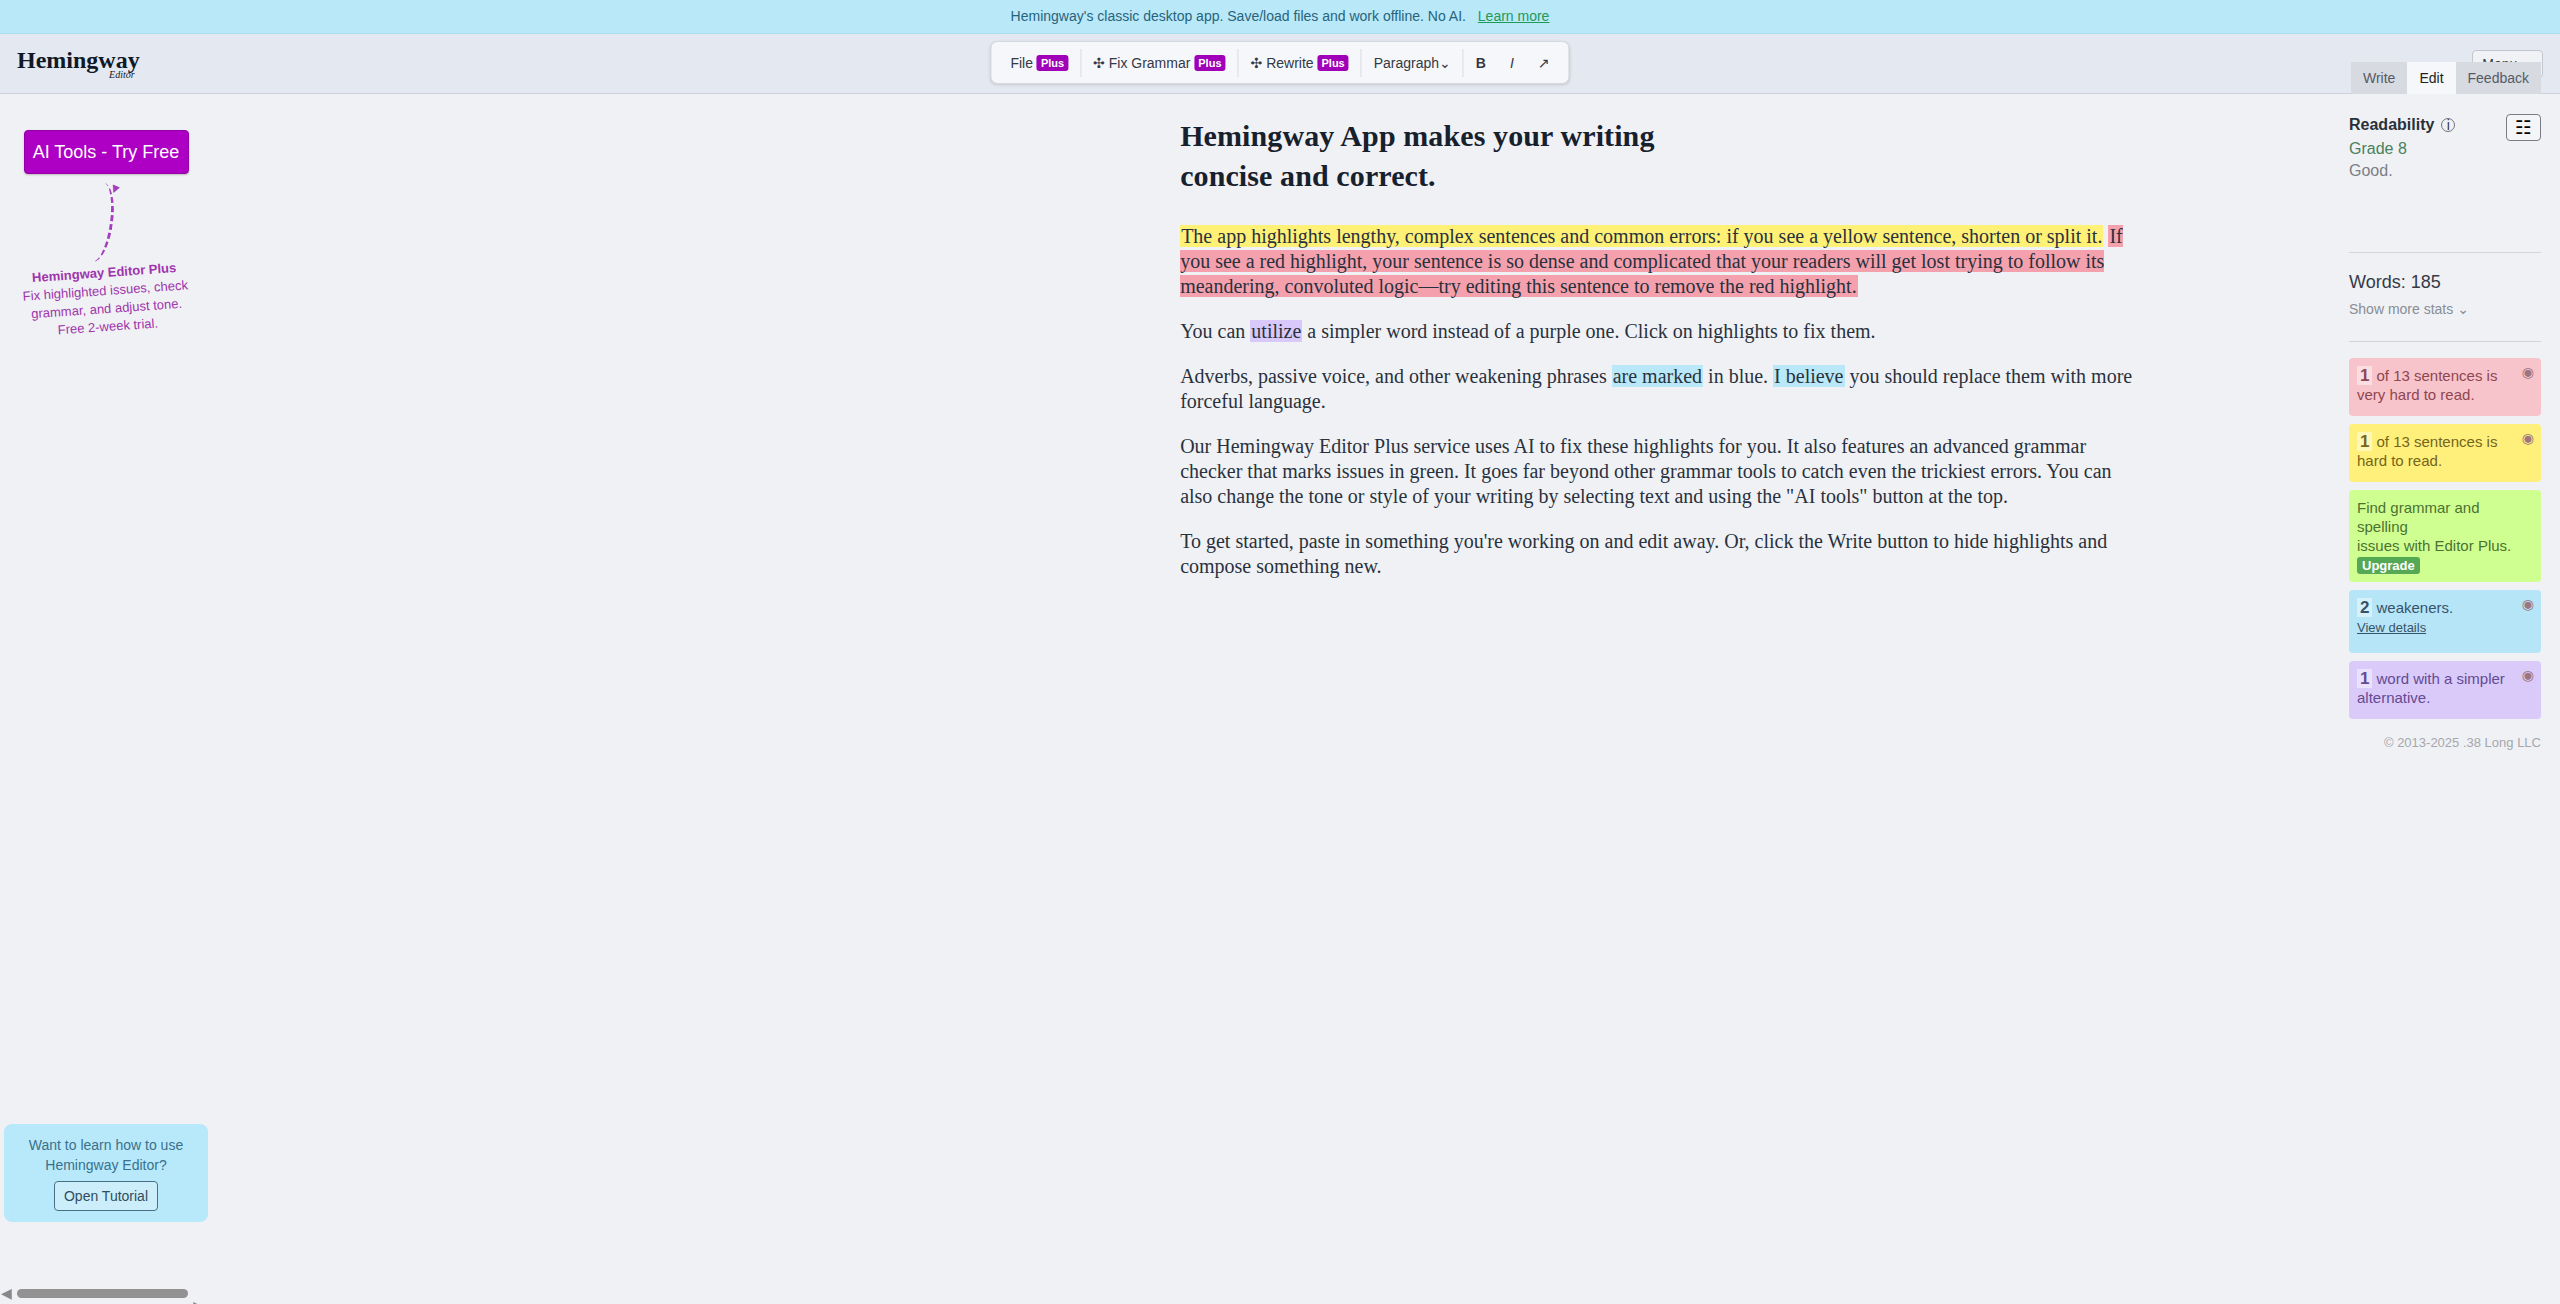 Hemingway's classic desktop app. Save/load files and work offline. No AI. Learn more
Hemingway
Editor
File Plus Fix Grammar Plus Rewrite Plus Paragraph B I
Write Edit Feedback
AI Tools - Try Free
Hemingway Editor Plus
Fix highlighted issues, check
grammar, and adjust tone.
Free 2-week trial.
Hemingway App makes your writing
concise and correct.
The app highlights lengthy, complex sentences and common errors: if you see a yellow sentence, shorten or split it. If
you see a red highlight, your sentence is so dense and complicated that your readers will get lost trying to follow its
meandering, convoluted logic—try editing this sentence to remove the red highlight.
You can utilize a simpler word instead of a purple one. Click on highlights to fix them.
Adverbs, passive voice, and other weakening phrases are marked in blue. I believe you should replace them with more
forceful language.
Our Hemingway Editor Plus service uses AI to fix these highlights for you. It also features an advanced grammar
checker that marks issues in green. It goes far beyond other grammar tools to catch even the trickiest errors. You can
also change the tone or style of your writing by selecting text and using the "AI tools" button at the top.
To get started, paste in something you're working on and edit away. Or, click the Write button to hide highlights and
compose something new.
Readability
Grade 8
Good.
Words: 185
Show more stats
1 of 13 sentences is
very hard to read.
1 of 13 sentences is
hard to read.
Find grammar and
spelling
issues with Editor Plus.
Upgrade
2 weakeners.
View details
1 word with a simpler
alternative.
© 2013-2025 .38 Long LLC
Want to learn how to use
Hemingway Editor?
Open Tutorial